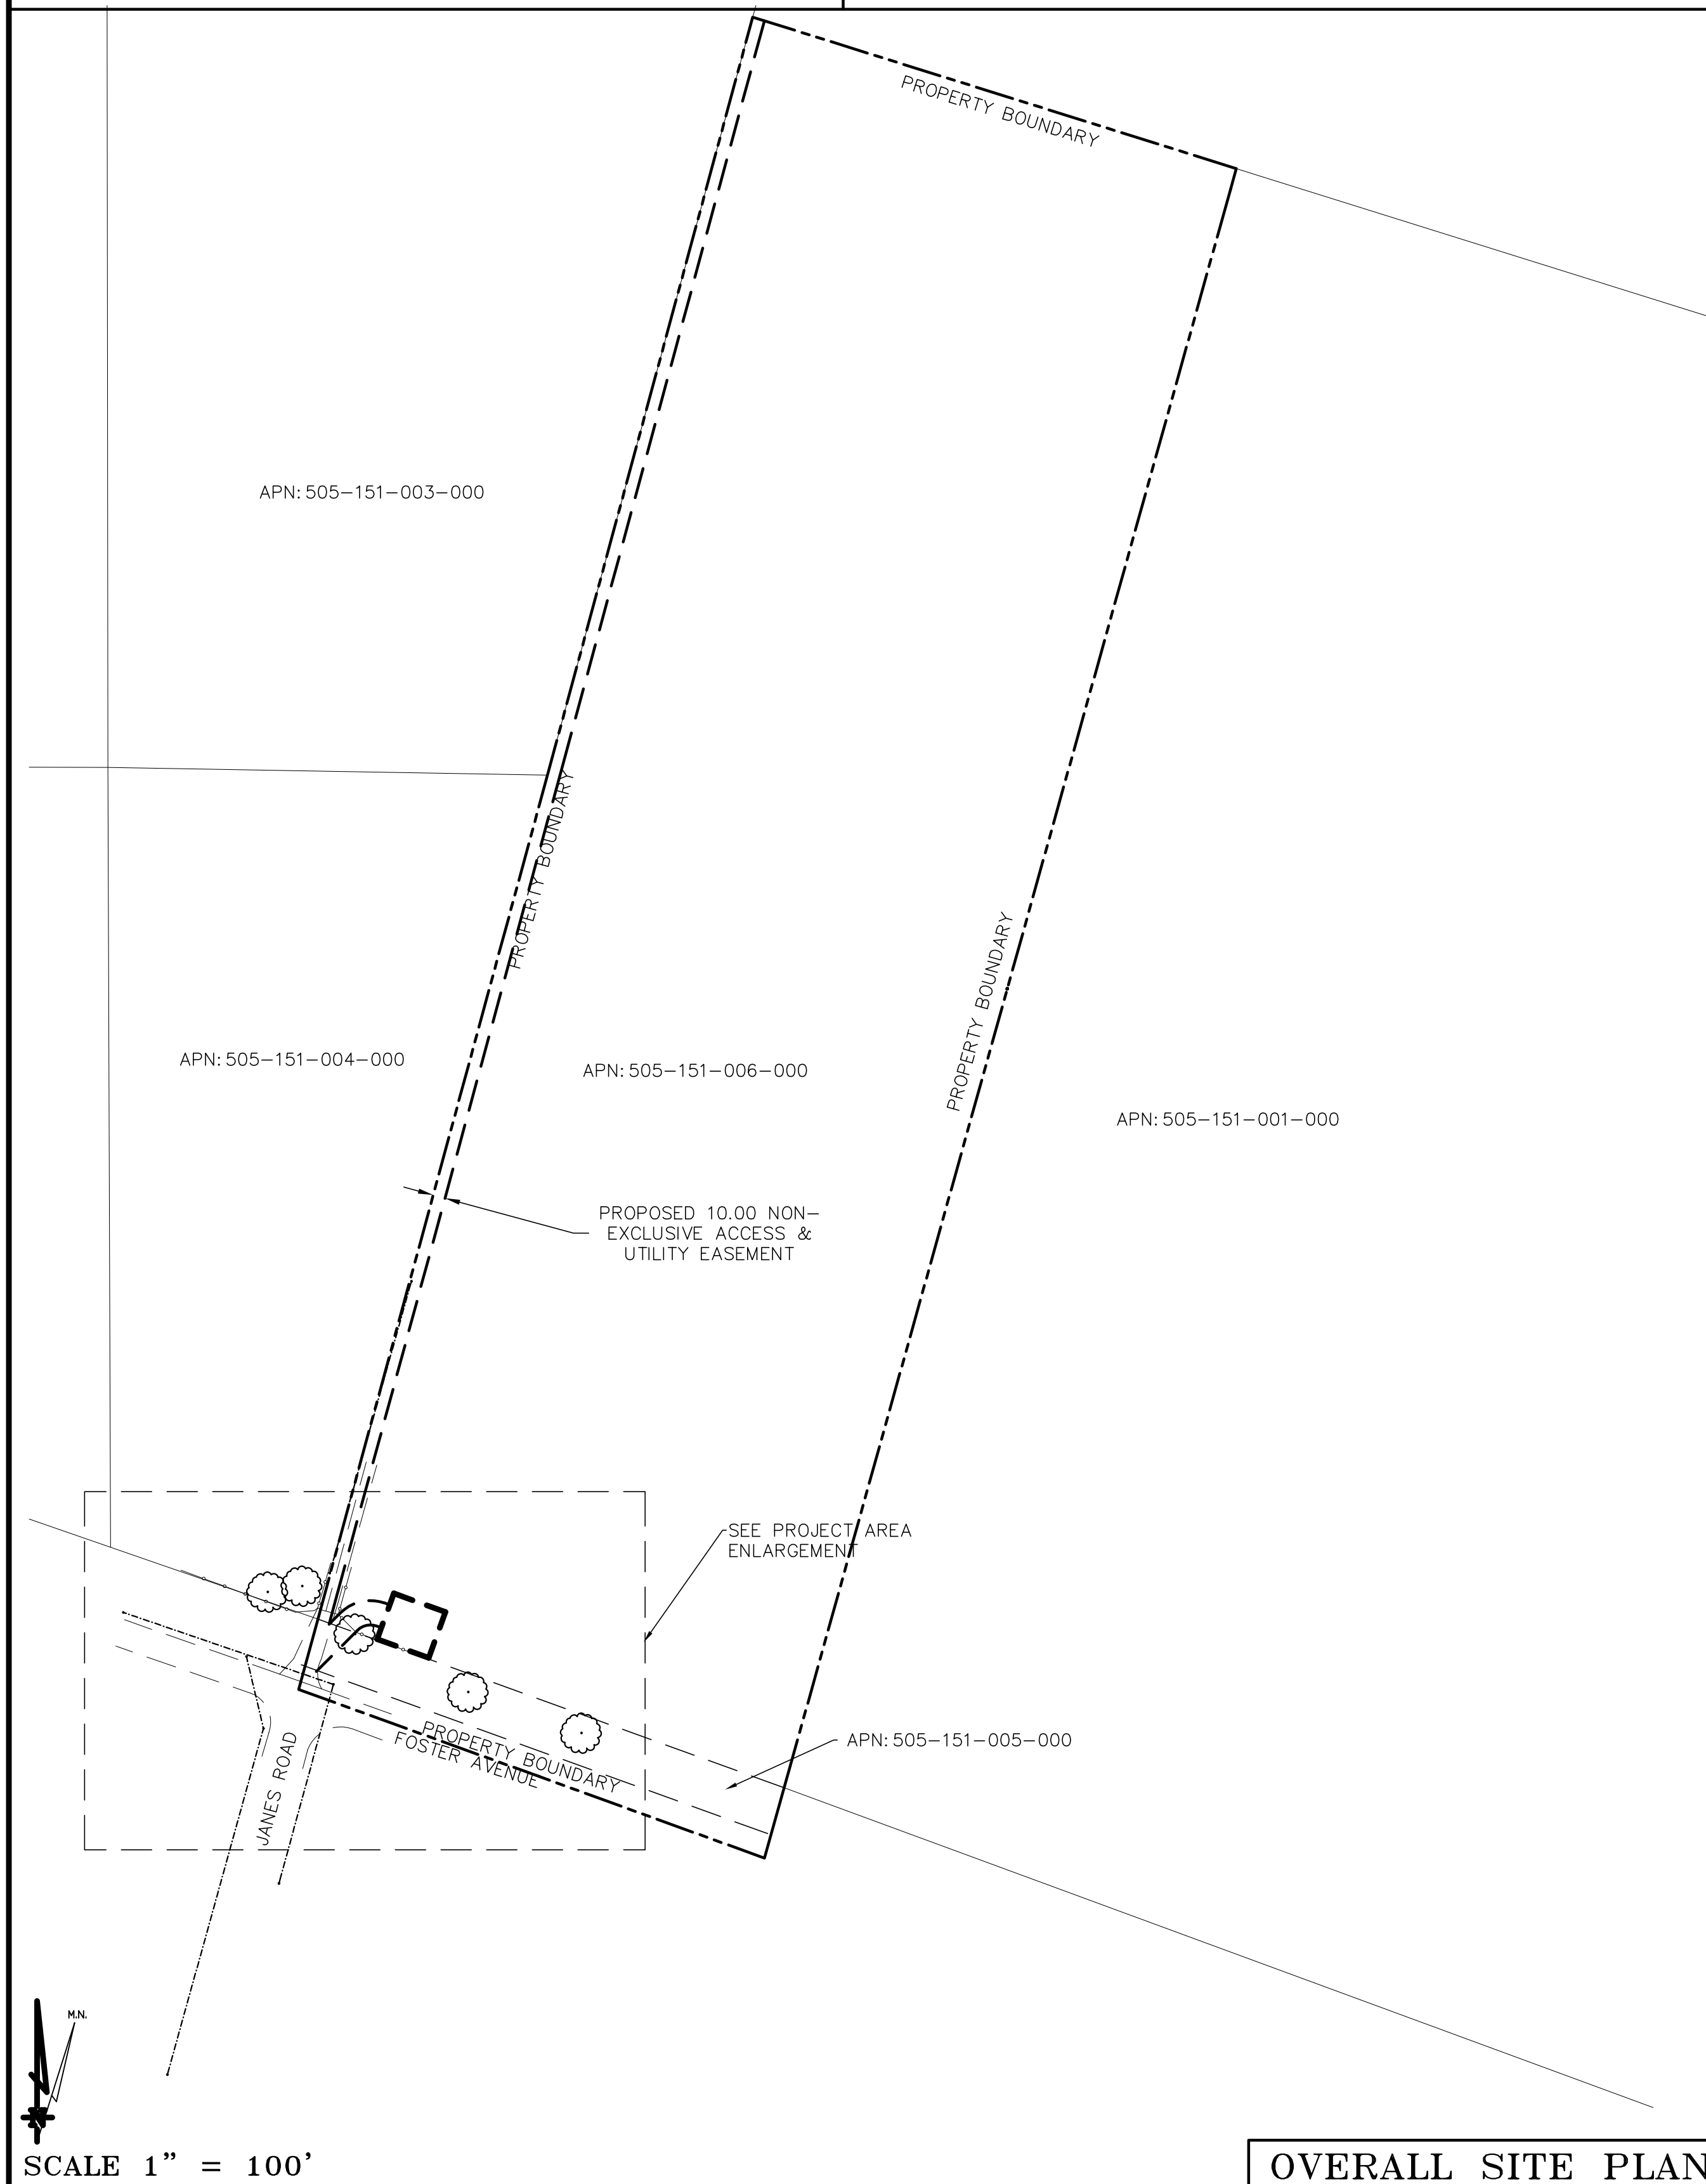 PROPERTY BOUNDARY
APN: 505-151-003-000
PROPERTY BOUNDARY
PROPERTY BOUNDARY
APN: 505-151-004-000
APN: 505-151-006-000
APN: 505-151-001-000
PROPOSED 10.00 NON-
EXCLUSIVE ACCESS &
UTILITY EASEMENT
SEE PROJECT AREA
ENLARGEMENT
PROPERTY BOUNDARY
FOSTER AVENUE
JANES ROAD
APN: 505-151-005-000
M.N.
SCALE 1" = 100'
OVERALL SITE PLAN